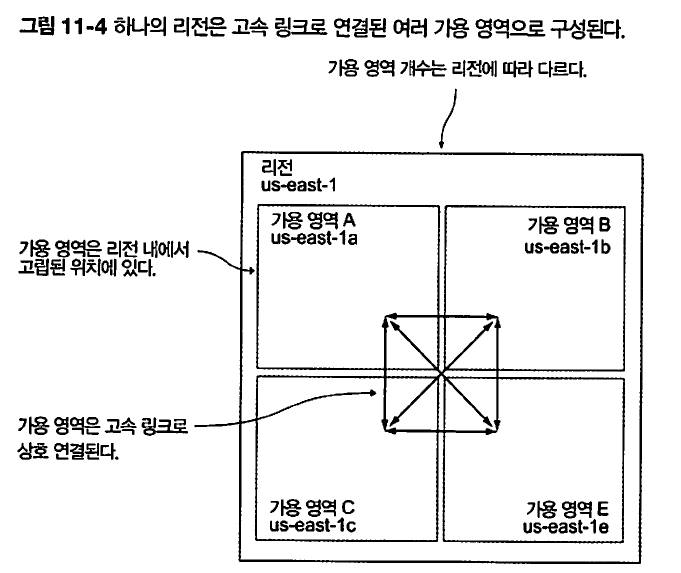 그림 11-4 하나의 리전은 고속 링크로 연결된 여러 가용 영역으로 구성된다.
가용 영역 개수는 리전에 따라 다르다.
리전
us-east-1
가용 영역 A
us-east-1a
가용 영역 B
us-east-1b
가용 영역은 리전 내에서
고립된 위치에 있다.
가용 영역은 고속 링크로
상호 연결된다.
가용 영역 C
us-east-1c
가용 영역 E
us-east-1e